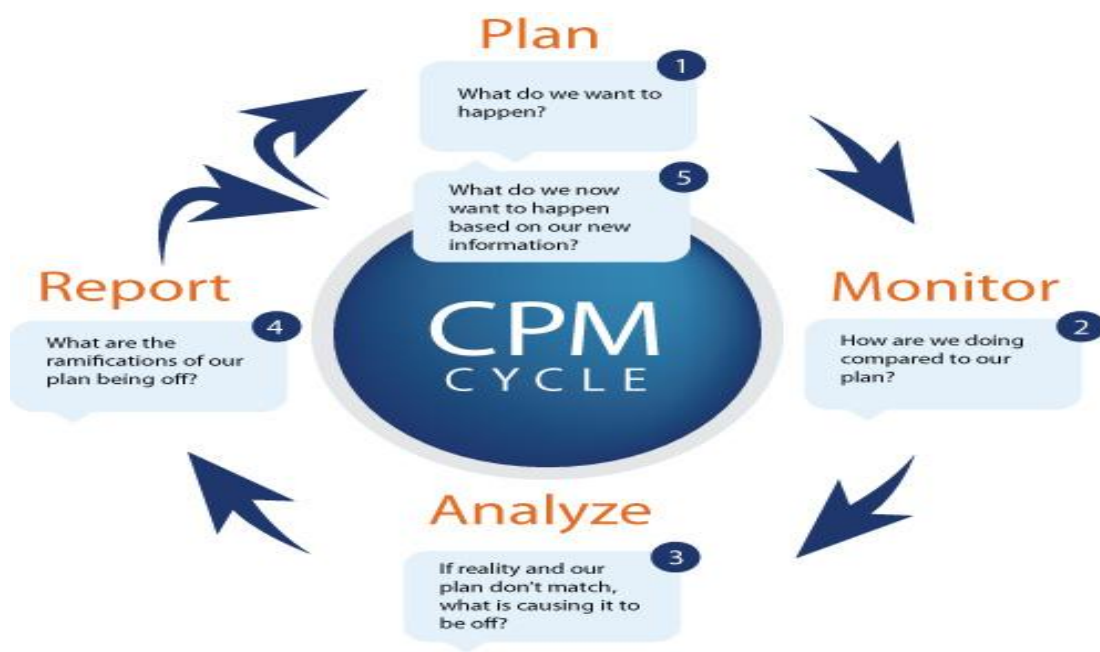 Plan
1
What do we want to
happen?
5
What do we now
want to happen
based on our new
information?
Monitor
2
How are we doing
compared to our
plan?
Analyze
3
If reality and our
plan don't match,
what is causing it to
be off?
Report
4
What are the
ramifications of our
plan being off?
CPM
CYCLE